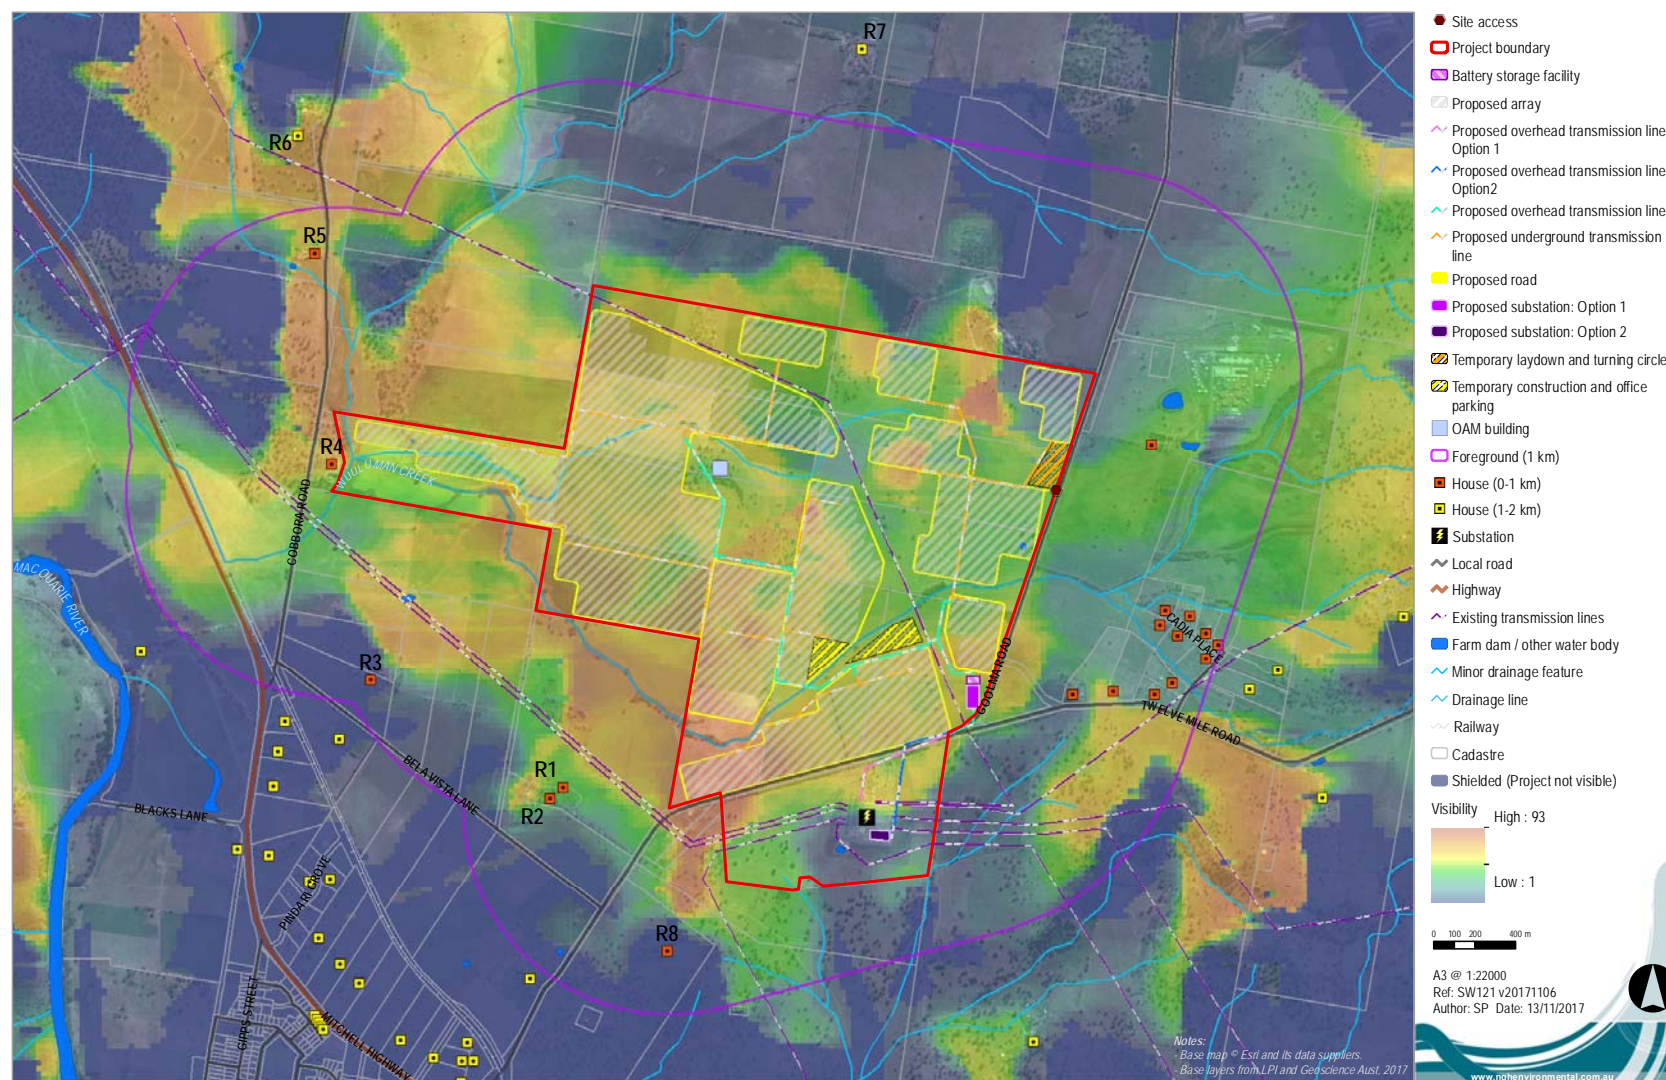 R7
R6
R5
R4
WOOLUMAN CREEK
COBBORA ROAD
MACQUARIE RIVER
R3
R1
R2
BELA VISTA LANE
BLACKS LANE
PINDARI GROVE
GIPPS STREET
MITCHELL HIGHWAY
R8
GOOLMA ROAD
CADIA PLACE
TWELVE MILE ROAD
Notes:
- Base map © Esri and its data suppliers.
- Base layers from LPI and Geoscience Aust, 2017
Site access
Project boundary
Battery storage facility
Proposed array
Proposed overhead transmission line
Option 1
Proposed overhead transmission line
Option2
Proposed overhead transmission line
Proposed underground transmission
line
Proposed road
Proposed substation: Option 1
Proposed substation: Option 2
Temporary laydown and turning circle
Temporary construction and office
parking
OAM building
Foreground (1 km)
House (0-1 km)
House (1-2 km)
Substation
Local road
Highway
Existing transmission lines
Farm dam / other water body
Minor drainage feature
Drainage line
Railway
Cadastre
Shielded (Project not visible)
Visibility
High : 93
Low : 1
0 100 200 400 m
A3 @ 1:22000
Ref: SW121 v20171106
Author: SP Date: 13/11/2017
www.nghenvironmental.com.au